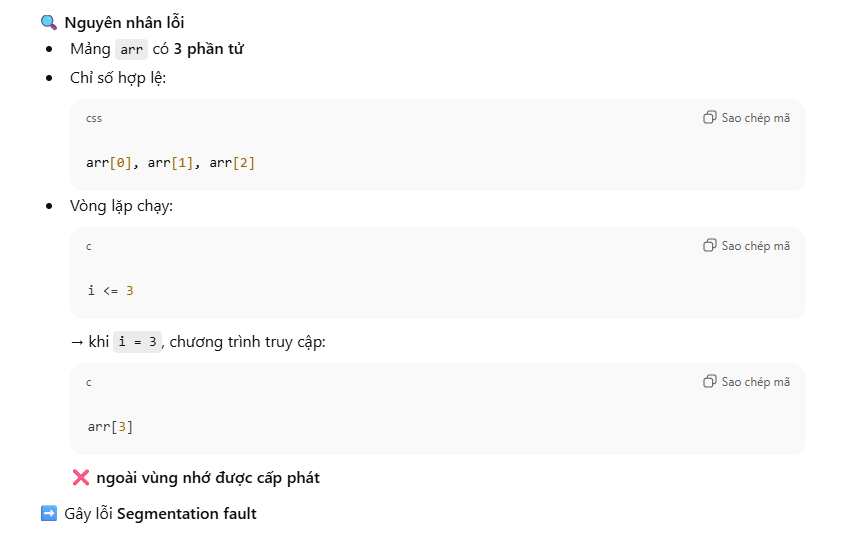 🔍 Nguyên nhân lỗi
• Mảng arr có 3 phần tử
• Chỉ số hợp lệ:
css Sao chép mã
arr[0], arr[1], arr[2]
• Vòng lặp chạy:
c Sao chép mã
i <= 3
→ khi i = 3, chương trình truy cập:
c Sao chép mã
arr[3]
❌ ngoài vùng nhớ được cấp phát
➡️ Gây lỗi Segmentation fault